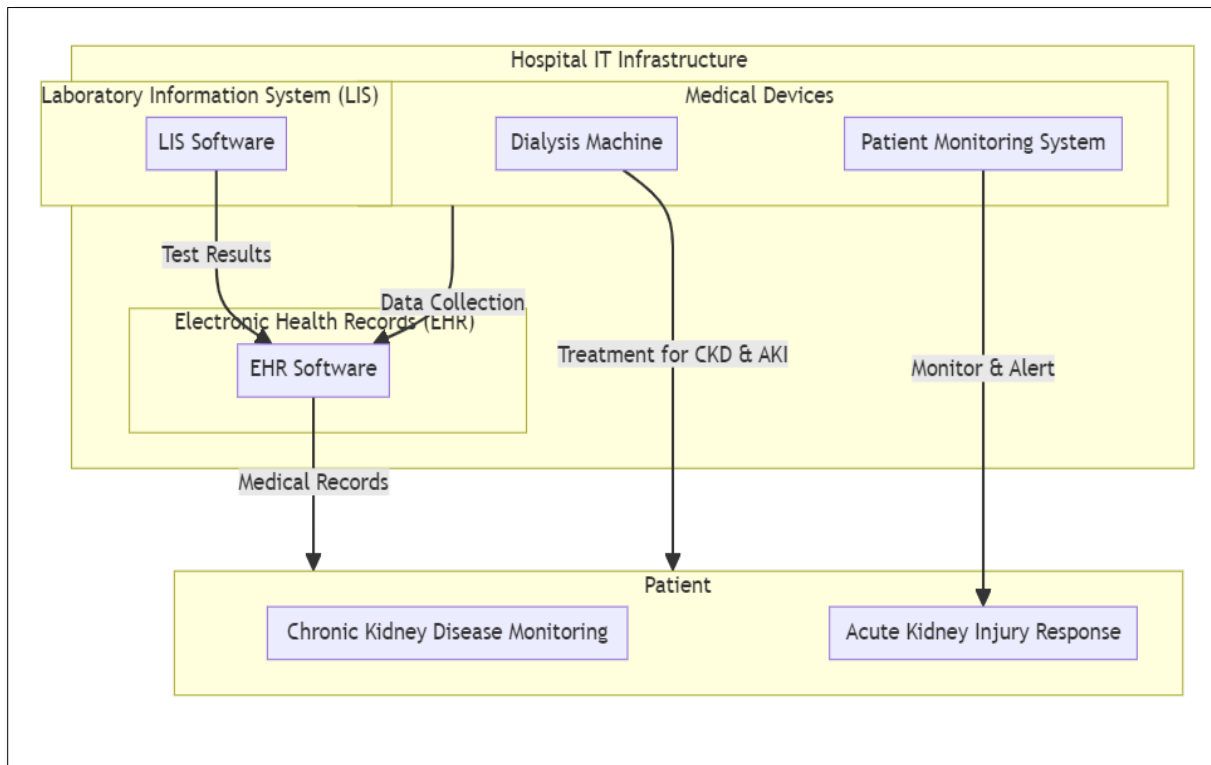 Hospital IT Infrastructure
Laboratory Information System (LIS)
Medical Devices
LIS Software
Dialysis Machine
Patient Monitoring System
Test Results
Data Collection
Electronic Health Records (EHR)
EHR Software
Treatment for CKD & AKI
Monitor & Alert
Medical Records
Patient
Chronic Kidney Disease Monitoring
Acute Kidney Injury Response